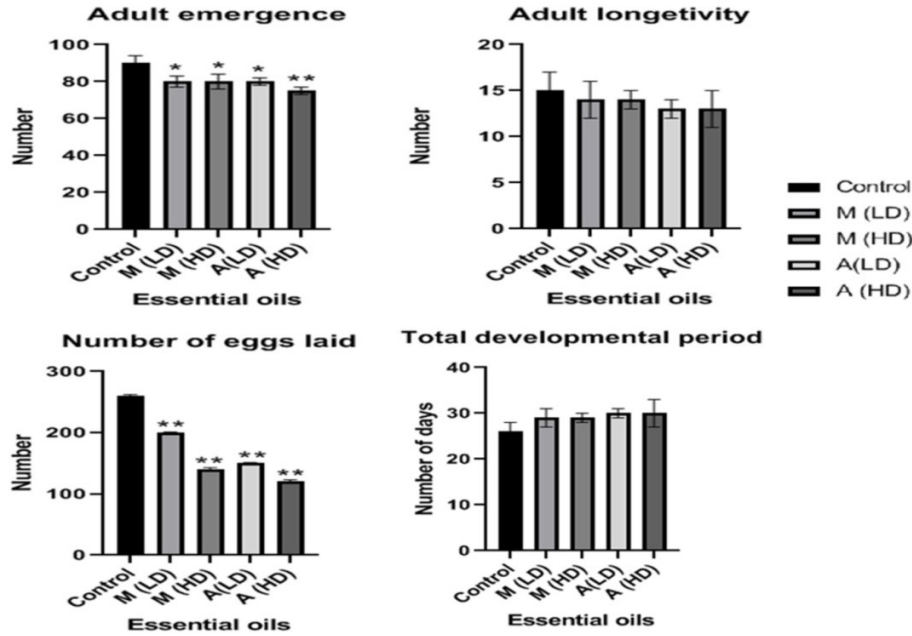 Adult emergence
Number
100
80
60
40
20
0
*
*
*
**
Control
M (LD)
M (HD)
A(LD)
A (HD)
Essential oils
Adult longetivity
Number
20
15
10
5
0
Control
M (LD)
M (HD)
A(LD)
A (HD)
Essential oils
Control
M (LD)
M (HD)
A(LD)
A (HD)
Number of eggs laid
Number
300
200
100
0
**
**
**
**
Control
M (LD)
M (HD)
A(LD)
A (HD)
Essential oils
Total developmental period
Number of days
40
30
20
10
0
Control
M (LD)
M (HD)
A(LD)
A (HD)
Essential oils